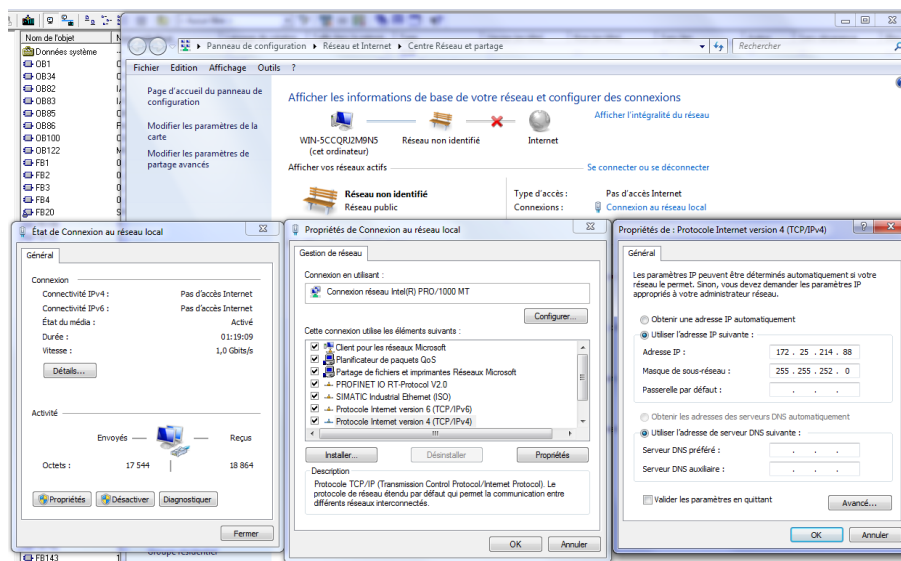 Nom de l'objet
Données système
OB1
OB34
OB82
OB83
OB85
OB86
OB100
OB122
FB1
FB2
FB3
FB4
FB20
FB143
Panneau de configuration
Réseau et Internet
Centre Réseau et partage
Rechercher
Fichier Edition Affichage Outils ?
Page d'accueil du panneau de
configuration
Modifier les paramètres de la
carte
Modifier les paramètres de
partage avancés
Afficher les informations de base de votre réseau et configurer des connexions
Afficher l'intégralité du réseau
WIN-5CCQRJ2M9N5
(cet ordinateur)
Réseau non identifié
Internet
Afficher vos réseaux actifs
Se connecter ou se déconnecter
Réseau non identifié
Réseau public
Type d'accès : Pas d'accès Internet
Connexions : Connexion au réseau local
État de Connexion au réseau local
Général
Connexion
Connectivité IPv4 : Pas d'accès Internet
Connectivité IPv6 : Pas d'accès Internet
État du média : Activé
Durée : 01:19:09
Vitesse : 1,0 Gbits/s
Détails...
Activité
Envoyés — Reçus
Octets : 17 544 18 864
Propriétés Désactiver Diagnostiquer
Fermer
Propriétés de Connexion au réseau local
Gestion de réseau
Connexion en utilisant :
Connexion réseau Intel(R) PRO/1000 MT
Configurer...
Cette connexion utilise les éléments suivants :
Client pour les réseaux Microsoft
Planificateur de paquets QoS
Partage de fichiers et imprimantes Réseaux Microsoft
PROFINET IO RT-Protocol V2.0
SIMATIC Industrial Ethernet (ISO)
Protocole Internet version 6 (TCP/IPv6)
Protocole Internet version 4 (TCP/IPv4)
Installer... Désinstaller Propriétés
Description
Protocole TCP/IP (Transmission Control Protocol/Internet Protocol). Le
protocole de réseau étendu par défaut qui permet la communication entre
différents réseaux interconnectés.
OK Annuler
Propriétés de : Protocole Internet version 4 (TCP/IPv4)
Général
Les paramètres IP peuvent être déterminés automatiquement si votre
réseau le permet. Sinon, vous devez demander les paramètres IP
appropriés à votre administrateur réseau.
Obtenir une adresse IP automatiquement
Utiliser l'adresse IP suivante :
Adresse IP : 172 . 25 . 214 . 88
Masque de sous-réseau : 255 . 255 . 252 . 0
Passerelle par défaut : . . .
Obtenir les adresses des serveurs DNS automatiquement
Utiliser l'adresse de serveur DNS suivante :
Serveur DNS préféré : . . .
Serveur DNS auxiliaire : . . .
Valider les paramètres en quittant
Avancé...
OK Annuler
Groupe résidentiel